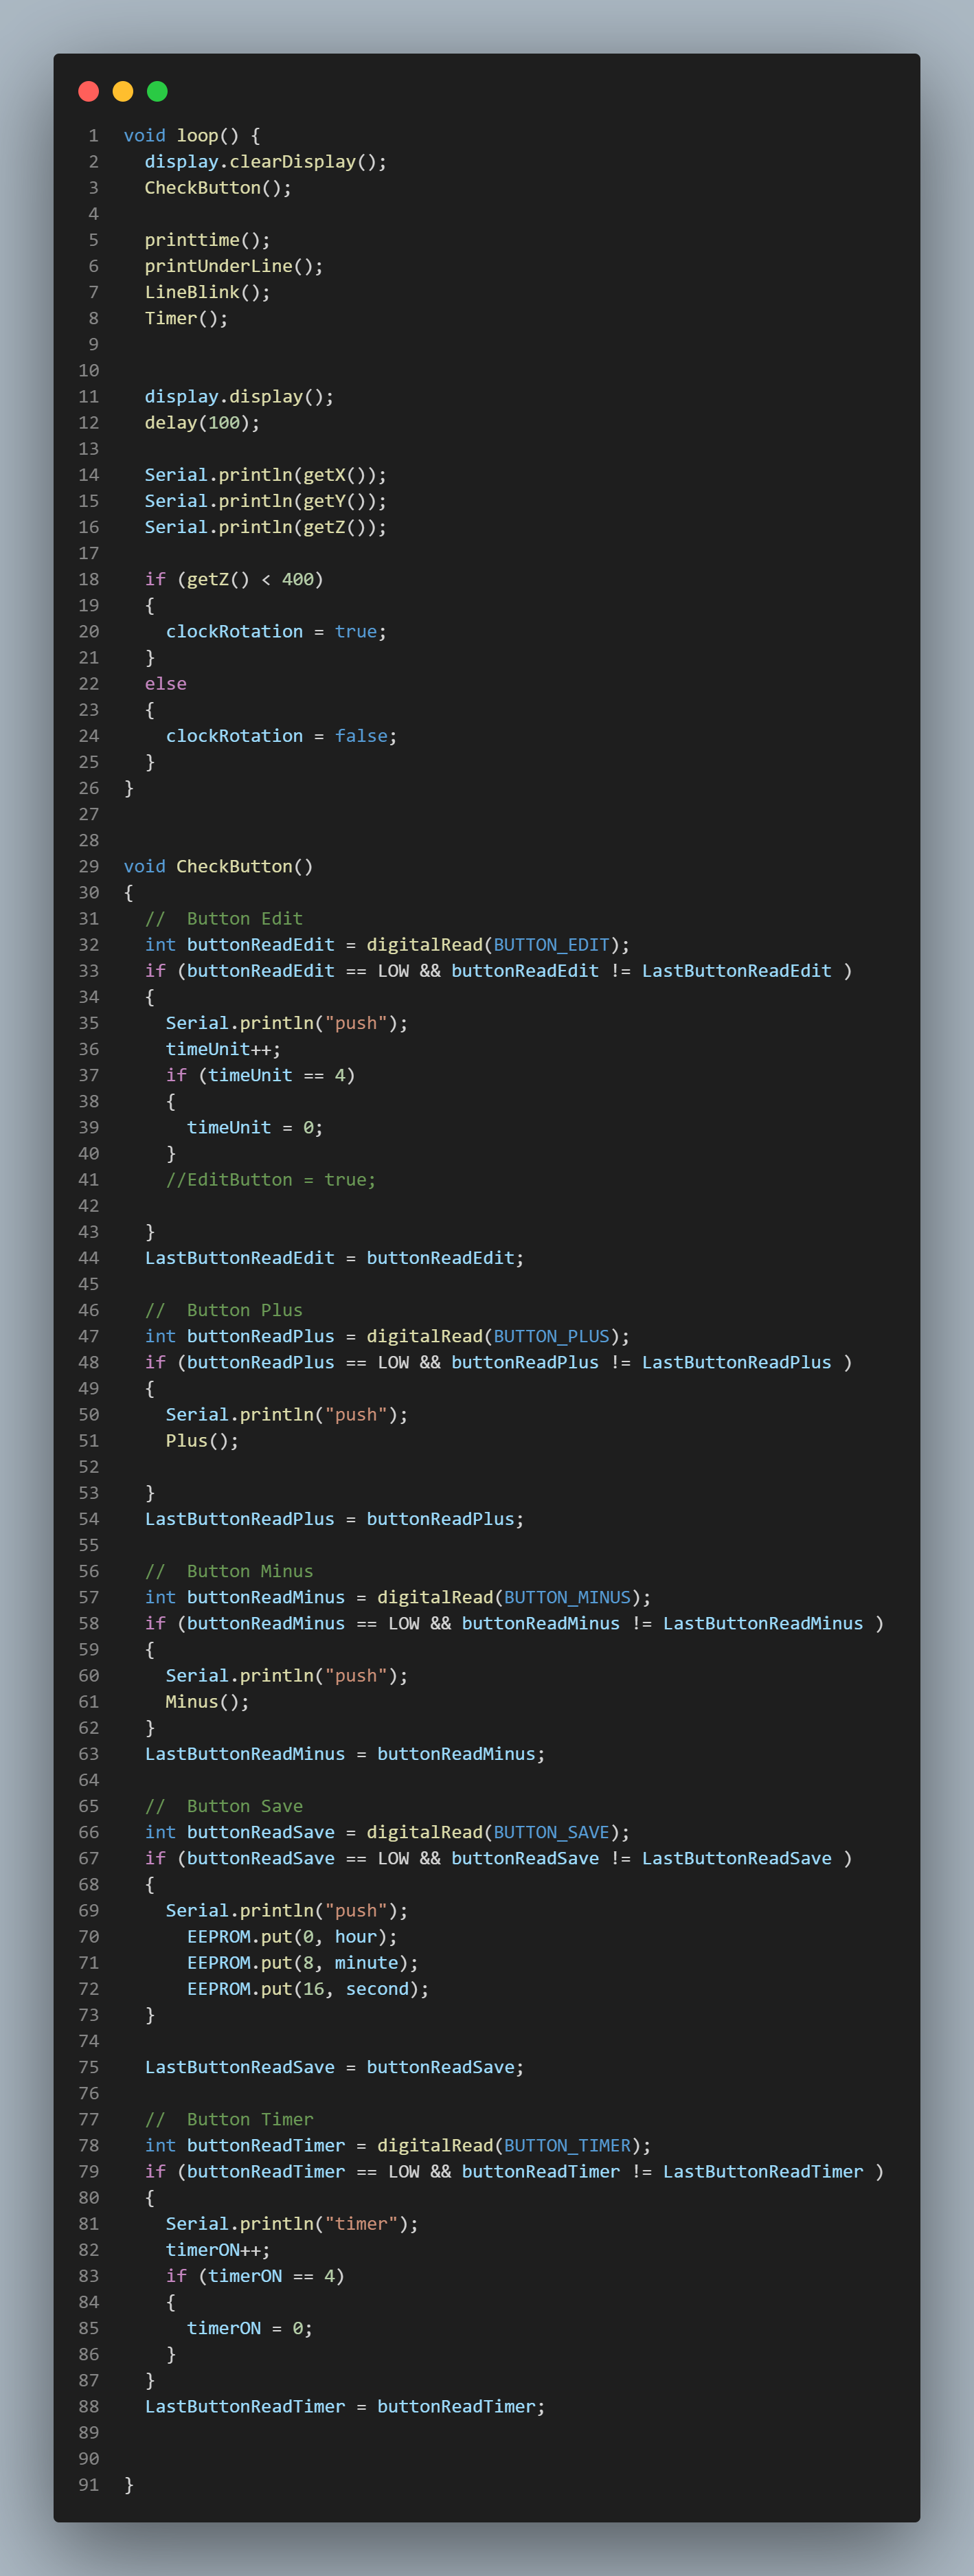 1 void loop() {
2 display.clearDisplay();
3 CheckButton();
4
5 printtime();
6 printUnderLine();
7 LineBlink();
8 Timer();
9
10
11 display.display();
12 delay(100);
13
14 Serial.println(getX());
15 Serial.println(getY());
16 Serial.println(getZ());
17
18 if (getZ() < 400)
19 {
20 clockRotation = true;
21 }
22 else
23 {
24 clockRotation = false;
25 }
26 }
27
28
29 void CheckButton()
30 {
31 //  Button Edit
32 int buttonReadEdit = digitalRead(BUTTON_EDIT);
33 if (buttonReadEdit == LOW && buttonReadEdit != LastButtonReadEdit )
34 {
35 Serial.println("push");
36 timeUnit++;
37 if (timeUnit == 4)
38 {
39 timeUnit = 0;
40 }
41 //EditButton = true;
42
43 }
44 LastButtonReadEdit = buttonReadEdit;
45
46 //  Button Plus
47 int buttonReadPlus = digitalRead(BUTTON_PLUS);
48 if (buttonReadPlus == LOW && buttonReadPlus != LastButtonReadPlus )
49 {
50 Serial.println("push");
51 Plus();
52
53 }
54 LastButtonReadPlus = buttonReadPlus;
55
56 //  Button Minus
57 int buttonReadMinus = digitalRead(BUTTON_MINUS);
58 if (buttonReadMinus == LOW && buttonReadMinus != LastButtonReadMinus )
59 {
60 Serial.println("push");
61 Minus();
62 }
63 LastButtonReadMinus = buttonReadMinus;
64
65 //  Button Save
66 int buttonReadSave = digitalRead(BUTTON_SAVE);
67 if (buttonReadSave == LOW && buttonReadSave != LastButtonReadSave )
68 {
69 Serial.println("push");
70 EEPROM.put(0, hour);
71 EEPROM.put(8, minute);
72 EEPROM.put(16, second);
73 }
74
75 LastButtonReadSave = buttonReadSave;
76
77 //  Button Timer
78 int buttonReadTimer = digitalRead(BUTTON_TIMER);
79 if (buttonReadTimer == LOW && buttonReadTimer != LastButtonReadTimer )
80 {
81 Serial.println("timer");
82 timerON++;
83 if (timerON == 4)
84 {
85 timerON = 0;
86 }
87 }
88 LastButtonReadTimer = buttonReadTimer;
89
90
91 }